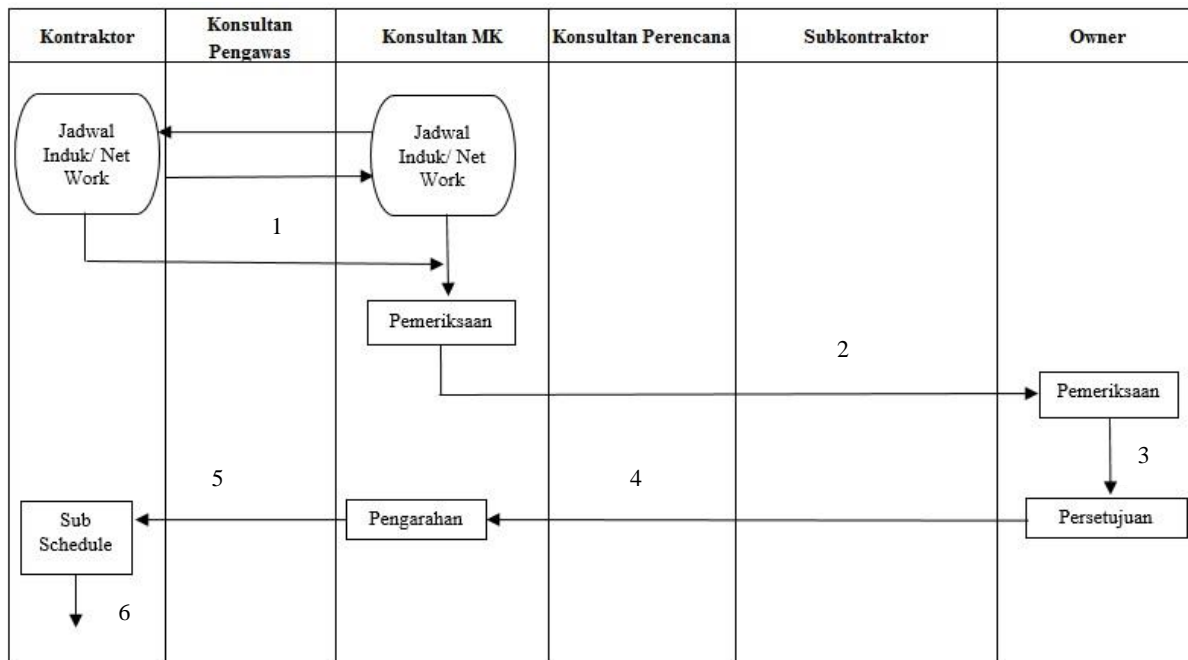 Kontraktor
Konsultan
Pengawas
Konsultan MK
Konsultan Perencana
Subkontraktor
Owner
Jadwal
Induk/ Net
Work
Jadwal
Induk/ Net
Work
1
Pemeriksaan
2
Pemeriksaan
3
5
4
Sub
Schedule
Pengarahan
Persetujuan
6